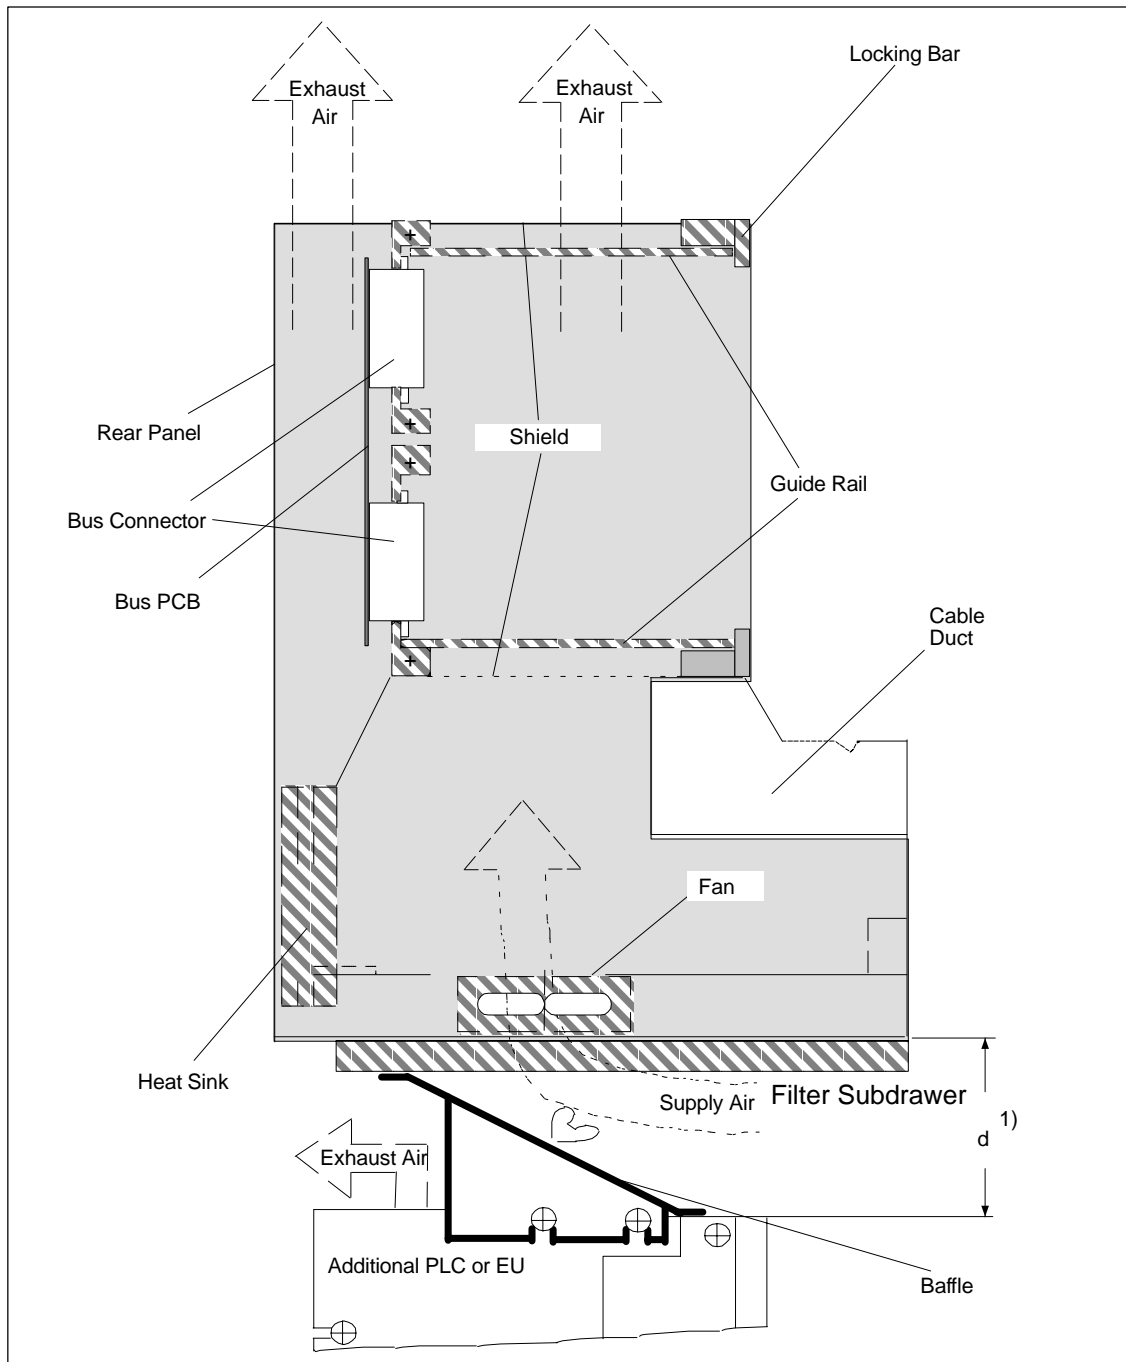 Locking Bar
Exhaust
Air
Exhaust
Air
Rear Panel
Shield
Guide Rail
Bus Connector
Bus PCB
Cable
Duct
Fan
Heat Sink
Supply Air
Filter Subdrawer
d 1)
Exhaust Air
Additional PLC or EU
Baffle